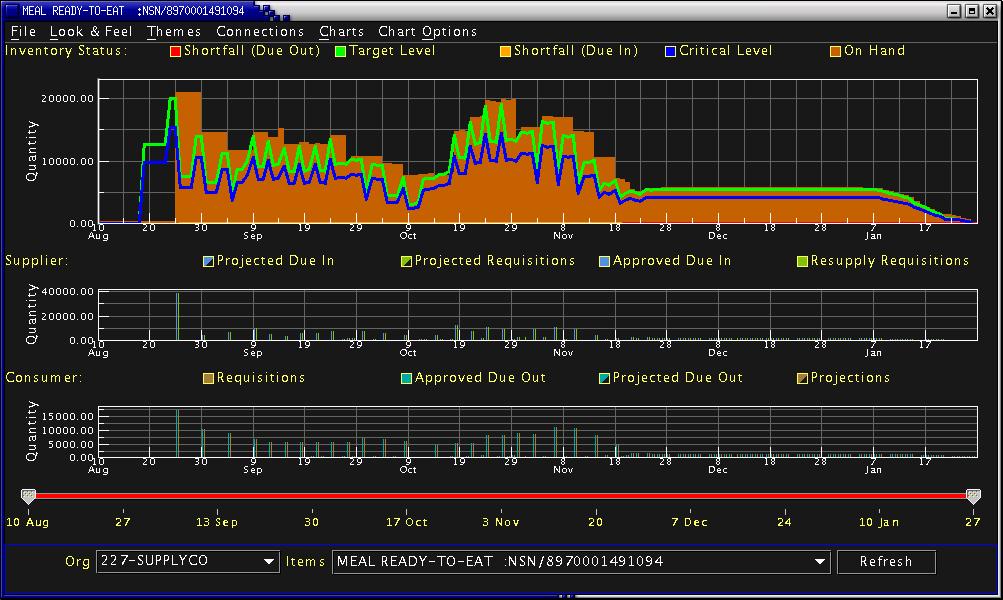 MEAL READY-TO-EAT :NSN/8970001491094
File Look & Feel Themes Connections Charts Chart Options
Inventory Status: Shortfall (Due Out) Target Level Shortfall (Due In) Critical Level On Hand
Quantity
20000.00
10000.00
0.00
10 20 30 9 19 29 9 19 29 8 18 28 8 18 28 7 17
Aug Sep Oct Nov Dec Jan
Supplier: Projected Due In Projected Requisitions Approved Due In Resupply Requisitions
Quantity
40000.00
20000.00
0.00
10 20 30 9 19 29 9 19 29 8 18 28 8 18 28 7 17
Aug Sep Oct Nov Dec Jan
Consumer: Requisitions Approved Due Out Projected Due Out Projections
Quantity
15000.00
10000.00
5000.00
0.00
10 20 30 9 19 29 9 19 29 8 18 28 8 18 28 7 17
Aug Sep Oct Nov Dec Jan
10 Aug 27 13 Sep 30 17 Oct 3 Nov 20 7 Dec 24 10 Jan 27
Org 227-SUPPLYCO Items MEAL READY-TO-EAT :NSN/8970001491094 Refresh